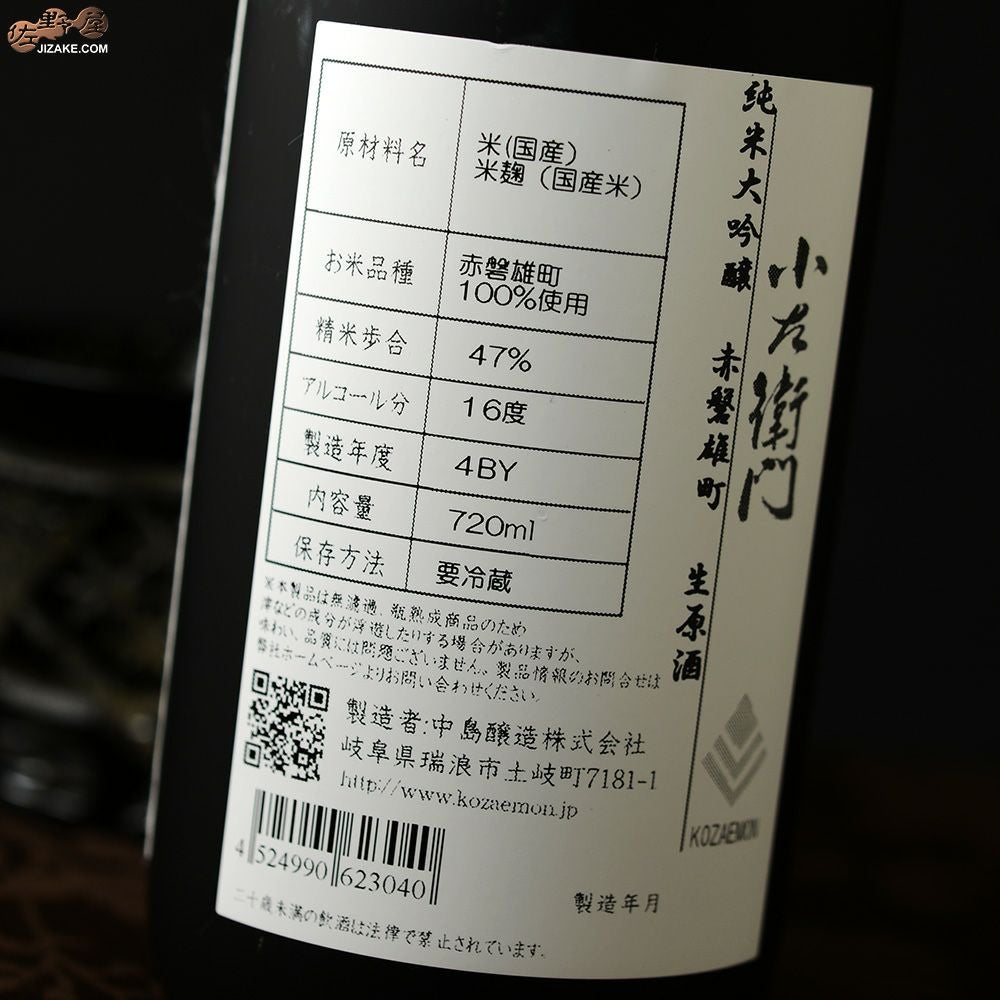 佐野屋
JIZAKE.COM
純米大吟醸 赤磐雄町 生原酒
小左衛門
KOZAEMON
原材料名 米(国産)
米麹(国産米)
お米品種 赤磐雄町
100%使用
精米歩合 47%
アルコール分 16度
製造年度 4BY
内容量 720ml
保存方法 要冷蔵
※本製品は無濾過、瓶熟成商品のため
滓などの成分が浮遊したりする場合がありますが、
味わい、品質には問題ございません。製品情報のお問合せは
弊社ホームページよりお問い合わせください。
製造者:中島醸造株式会社
岐阜県瑞浪市土岐町7181-1
http://www.kozaemon.jp
4 524990 623040
製造年月
二十歳未満の飲酒は法律で禁止されています。